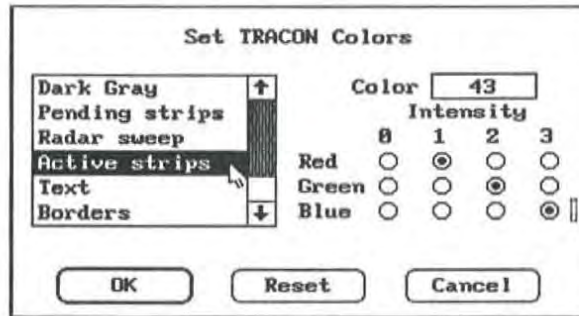 Set TRACON Colors
Dark Gray
Pending strips
Radar sweep
Active strips
Text
Borders
Color 43
Intensity
0 1 2 3
Red
Green
Blue
OK Reset Cancel